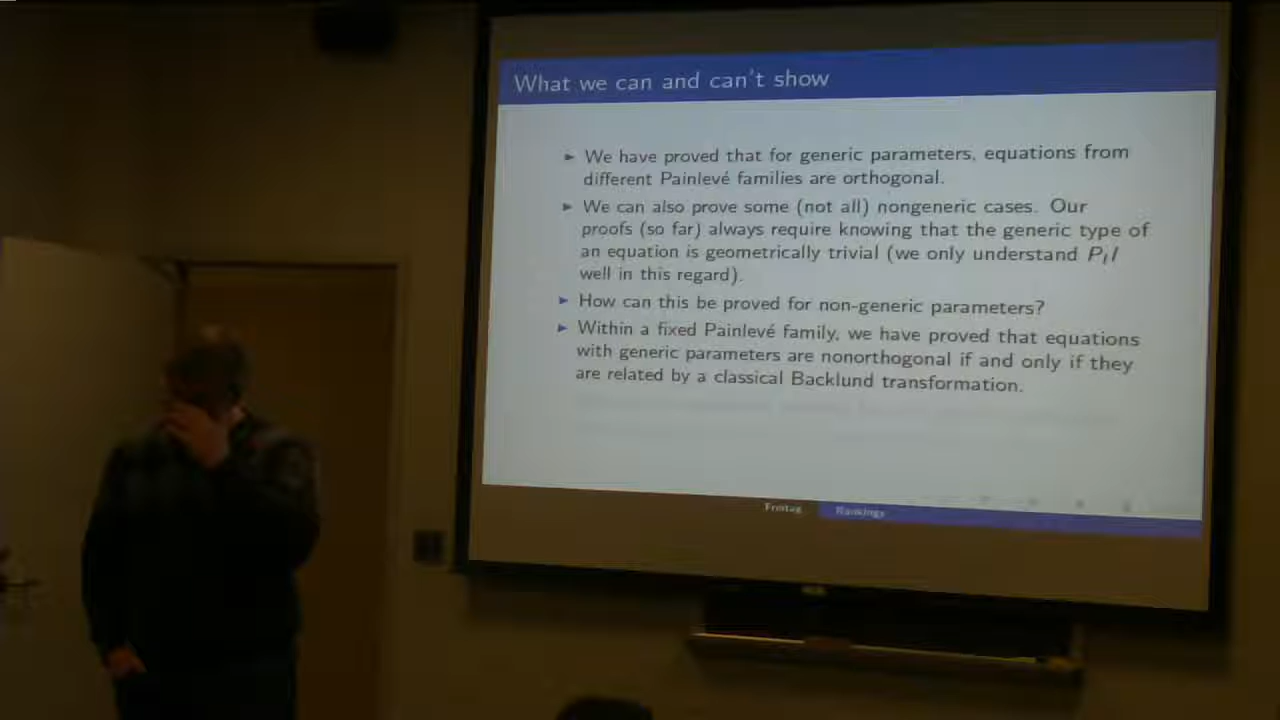 What we can and can't show
► We have proved that for generic parameters, equations from
different Painlevé families are orthogonal.
► We can also prove some (not all) nongeneric cases. Our
proofs (so far) always require knowing that the generic type of
an equation is geometrically trivial (we only understand P_II
well in this regard).
► How can this be proved for non-generic parameters?
► Within a fixed Painlevé family, we have proved that equations
with generic parameters are nonorthogonal if and only if they
are related by a classical Backlund transformation.
Freitag Rankings